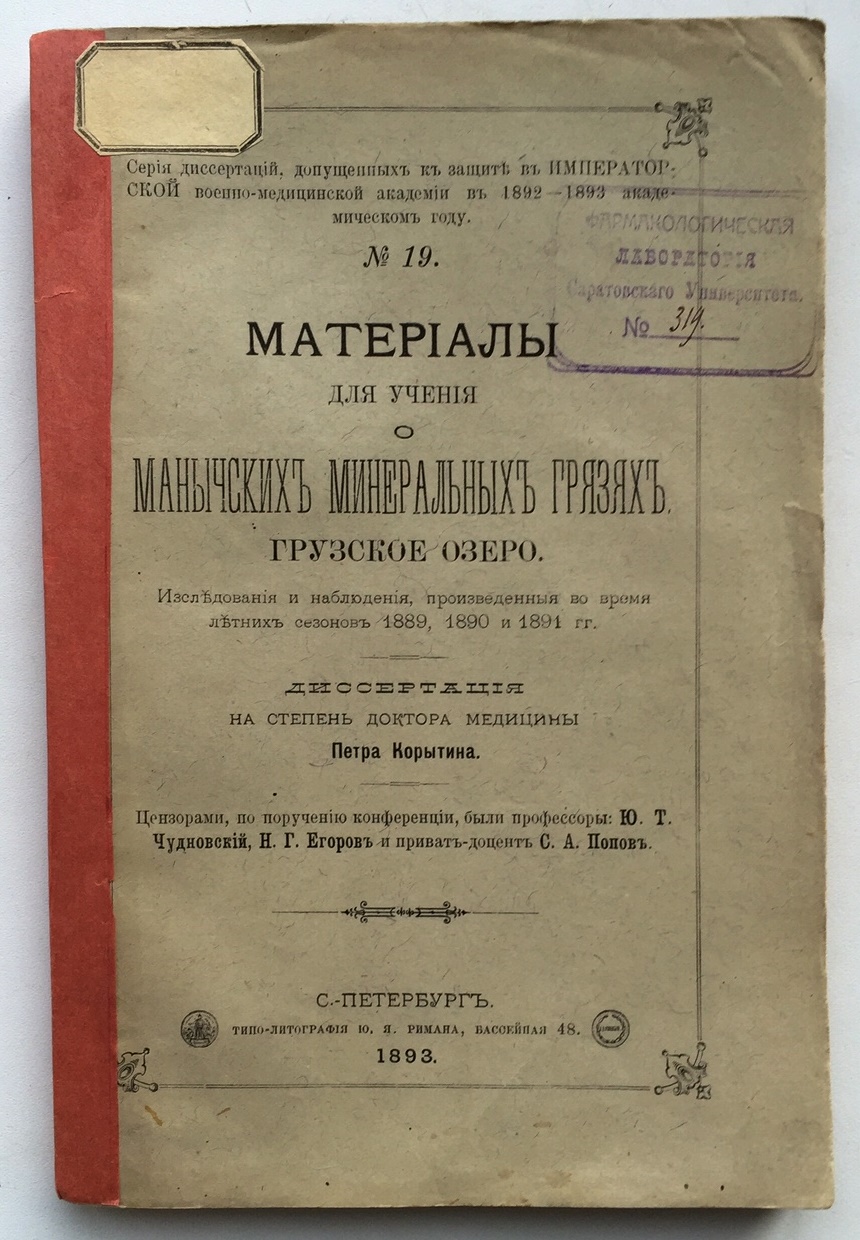 Серія диссертацій, допущенныхъ къ защитѣ въ ИМПЕРАТОР-
СКОЙ военно-медицинской академіи въ 1892—1893 акаде-
мическомъ году.
№ 19.
ФАРМАКОЛОГИЧЕСКАЯ
ЛАБОРАТОРІЯ
Саратовскаго Университета.
№ 319.
МАТЕРІАЛЫ
ДЛЯ УЧЕНІЯ
О
МАНЫЧСКИХЪ МИНЕРАЛЬНЫХЪ ГРЯЗЯХЪ.
ГРУЗСКОЕ ОЗЕРО.
Изслѣдованія и наблюденія, произведенныя во время
лѣтнихъ сезоновъ 1889, 1890 и 1891 гг.
ДИССЕРТАЦІЯ
НА СТЕПЕНЬ ДОКТОРА МЕДИЦИНЫ
Петра Корытина.
Цензорами, по порученію конференціи, были профессоры: Ю. Т.
Чудновскій, Н. Г. Егоровъ и приватъ-доцентъ С. А. Поповъ.
С.-ПЕТЕРБУРГЪ.
ТИПО-ЛИТОГРАФІЯ Ю. Я. РИМАНА, БАССЕЙНАЯ 48.
1893.